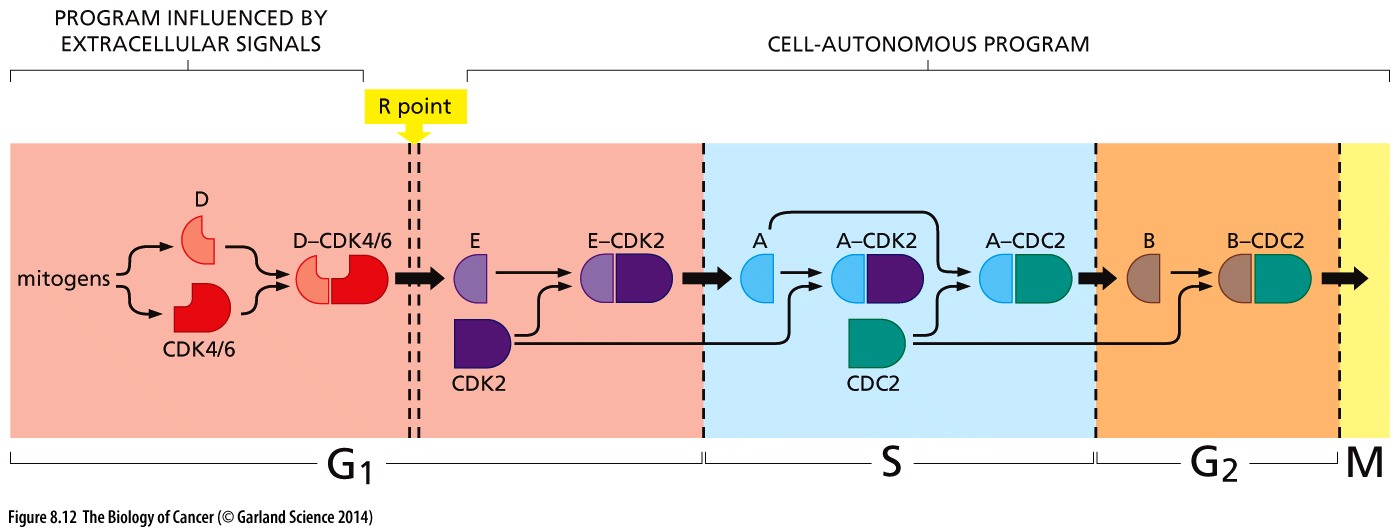 PROGRAM INFLUENCED BY
EXTRACELLULAR SIGNALS
CELL-AUTONOMOUS PROGRAM
R point
D
D–CDK4/6
E
E–CDK2
A
A–CDK2
A–CDC2
B
B–CDC2
mitogens
CDK4/6
CDK2
CDC2
G1
S
G2
M
Figure 8.12 The Biology of Cancer (© Garland Science 2014)